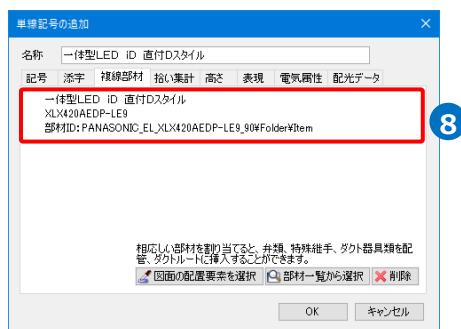 単線記号の追加
名称 一体型LED iD 直付Dスタイル
記号 添字 複線部材 拾い集計 高さ 表現 電気属性 配光データ
一体型LED iD 直付Dスタイル
XLX420AEDP-LE9
部材ID:PANASONIC_EL_XLX420AEDP-LE9_90¥Folder¥Item
8
相応しい部材を割り当てると、弁類、特殊継手、ダクト器具類を配
管、ダクトルートに挿入することができます。
図面の配置要素を選択 部材一覧から選択 削除
OK キャンセル